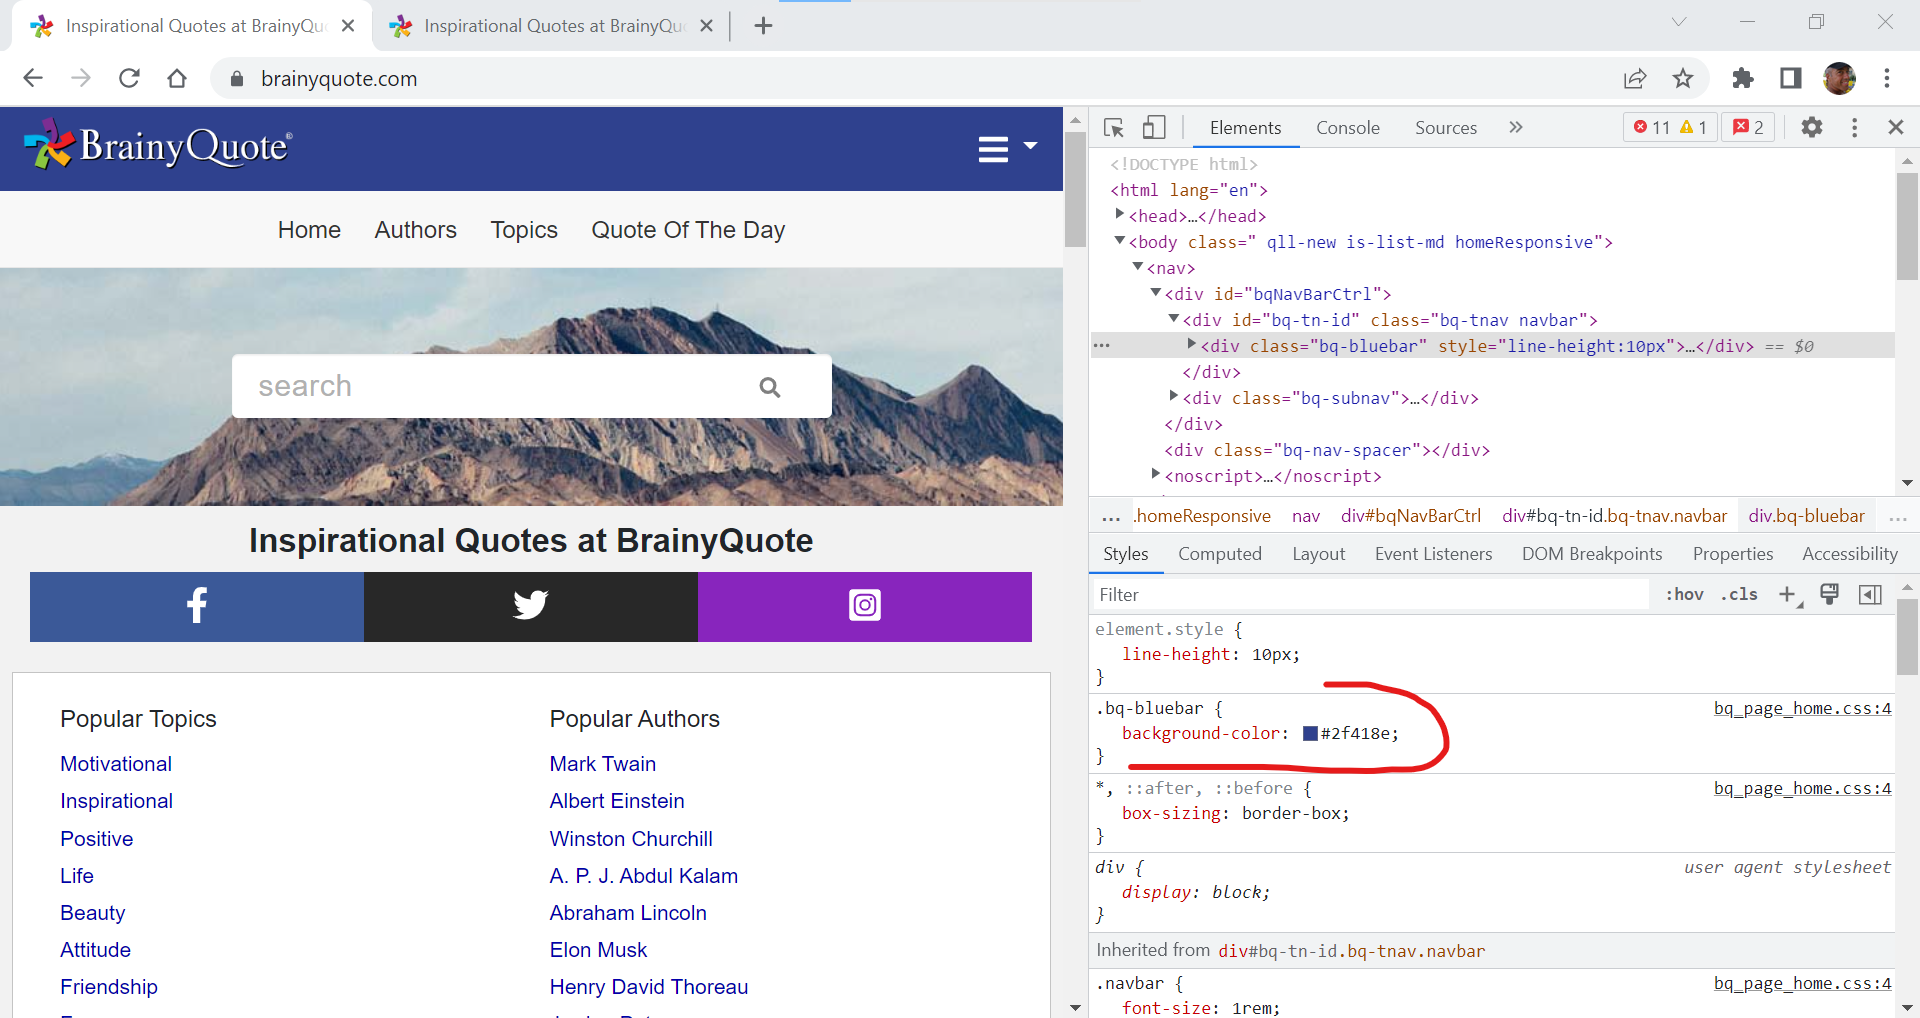 Inspirational Quotes at BrainyQu
Inspirational Quotes at BrainyQu
brainyquote.com
BrainyQuote®
Home Authors Topics Quote Of The Day
search
Inspirational Quotes at BrainyQuote
Popular Topics
Motivational
Inspirational
Positive
Life
Beauty
Attitude
Friendship
Popular Authors
Mark Twain
Albert Einstein
Winston Churchill
A. P. J. Abdul Kalam
Abraham Lincoln
Elon Musk
Henry David Thoreau
Elements Console Sources » 11 1 2
<!DOCTYPE html>
<html lang="en">
<head>…</head>
<body class=" qll-new is-list-md homeResponsive">
<nav>
<div id="bqNavBarCtrl">
<div id="bq-tn-id" class="bq-tnav navbar">
… <div class="bq-bluebar" style="line-height:10px">…</div> == $0
</div>
<div class="bq-subnav">…</div>
</div>
<div class="bq-nav-spacer"></div>
<noscript>…</noscript>
… .homeResponsive nav div#bqNavBarCtrl div#bq-tn-id.bq-tnav.navbar div.bq-bluebar …
Styles Computed Layout Event Listeners DOM Breakpoints Properties Accessibility
Filter :hov .cls
element.style {
line-height: 10px;
}
.bq-bluebar { bq_page_home.css:4
background-color: #2f418e;
}
*, ::after, ::before { bq_page_home.css:4
box-sizing: border-box;
}
div { user agent stylesheet
display: block;
}
Inherited from div#bq-tn-id.bq-tnav.navbar
.navbar { bq_page_home.css:4
font-size: 1rem;